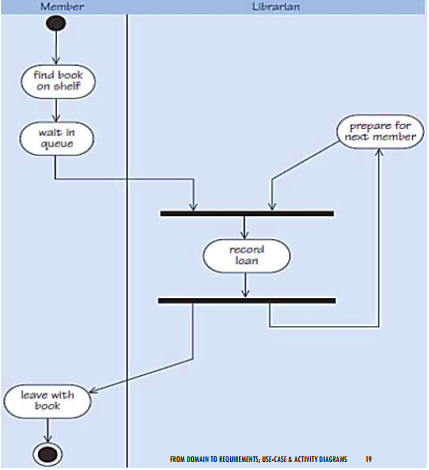 Member
Librarian
find book
on shelf
wait in
queue
prepare for
next member
record
loan
leave with
book
FROM DOMAIN TO REQUIREMENTS; USE-CASE & ACTIVITY DIAGRAMS 19